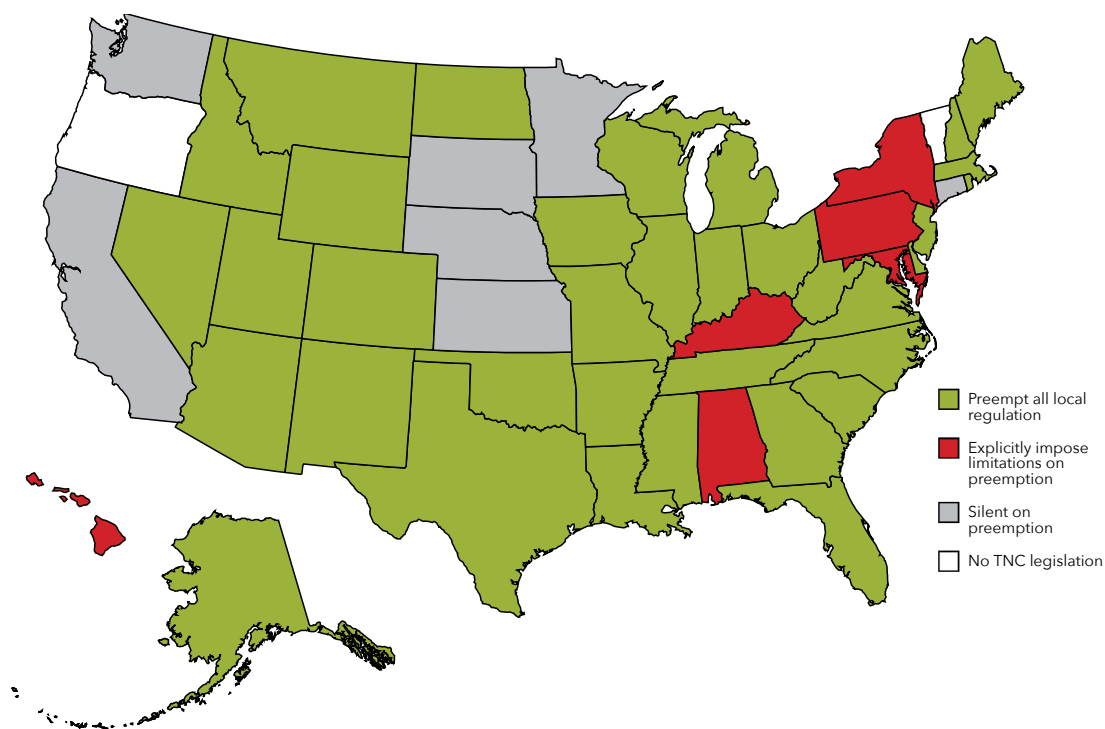 Preempt all local
regulation
Explicitly impose
limitations on
preemption
Silent on
preemption
No TNC legislation